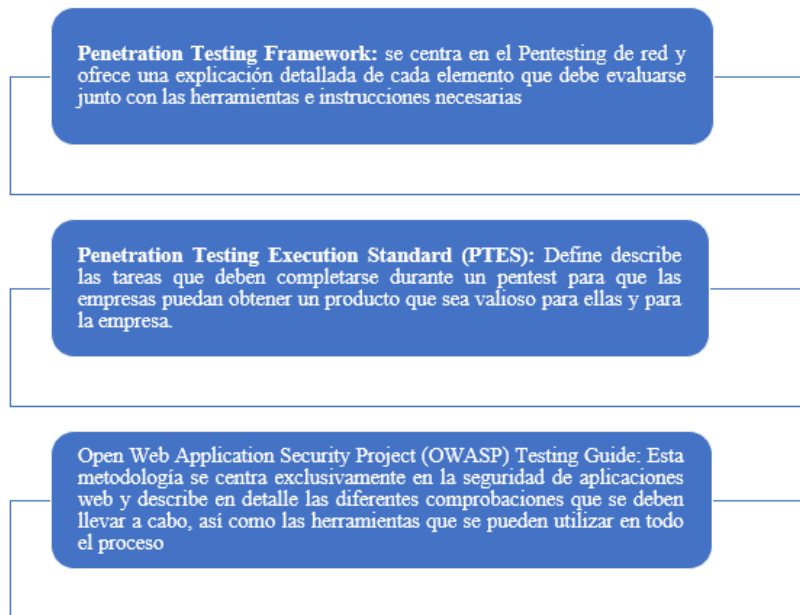 Penetration Testing Framework: se centra en el Pentesting de red y
ofrece una explicación detallada de cada elemento que debe evaluarse
junto con las herramientas e instrucciones necesarias
Penetration Testing Execution Standard (PTES): Define describe
las tareas que deben completarse durante un pentest para que las
empresas puedan obtener un producto que sea valioso para ellas y para
la empresa.
Open Web Application Security Project (OWASP) Testing Guide: Esta
metodología se centra exclusivamente en la seguridad de aplicaciones
web y describe en detalle las diferentes comprobaciones que se deben
llevar a cabo, así como las herramientas que se pueden utilizar en todo
el proceso